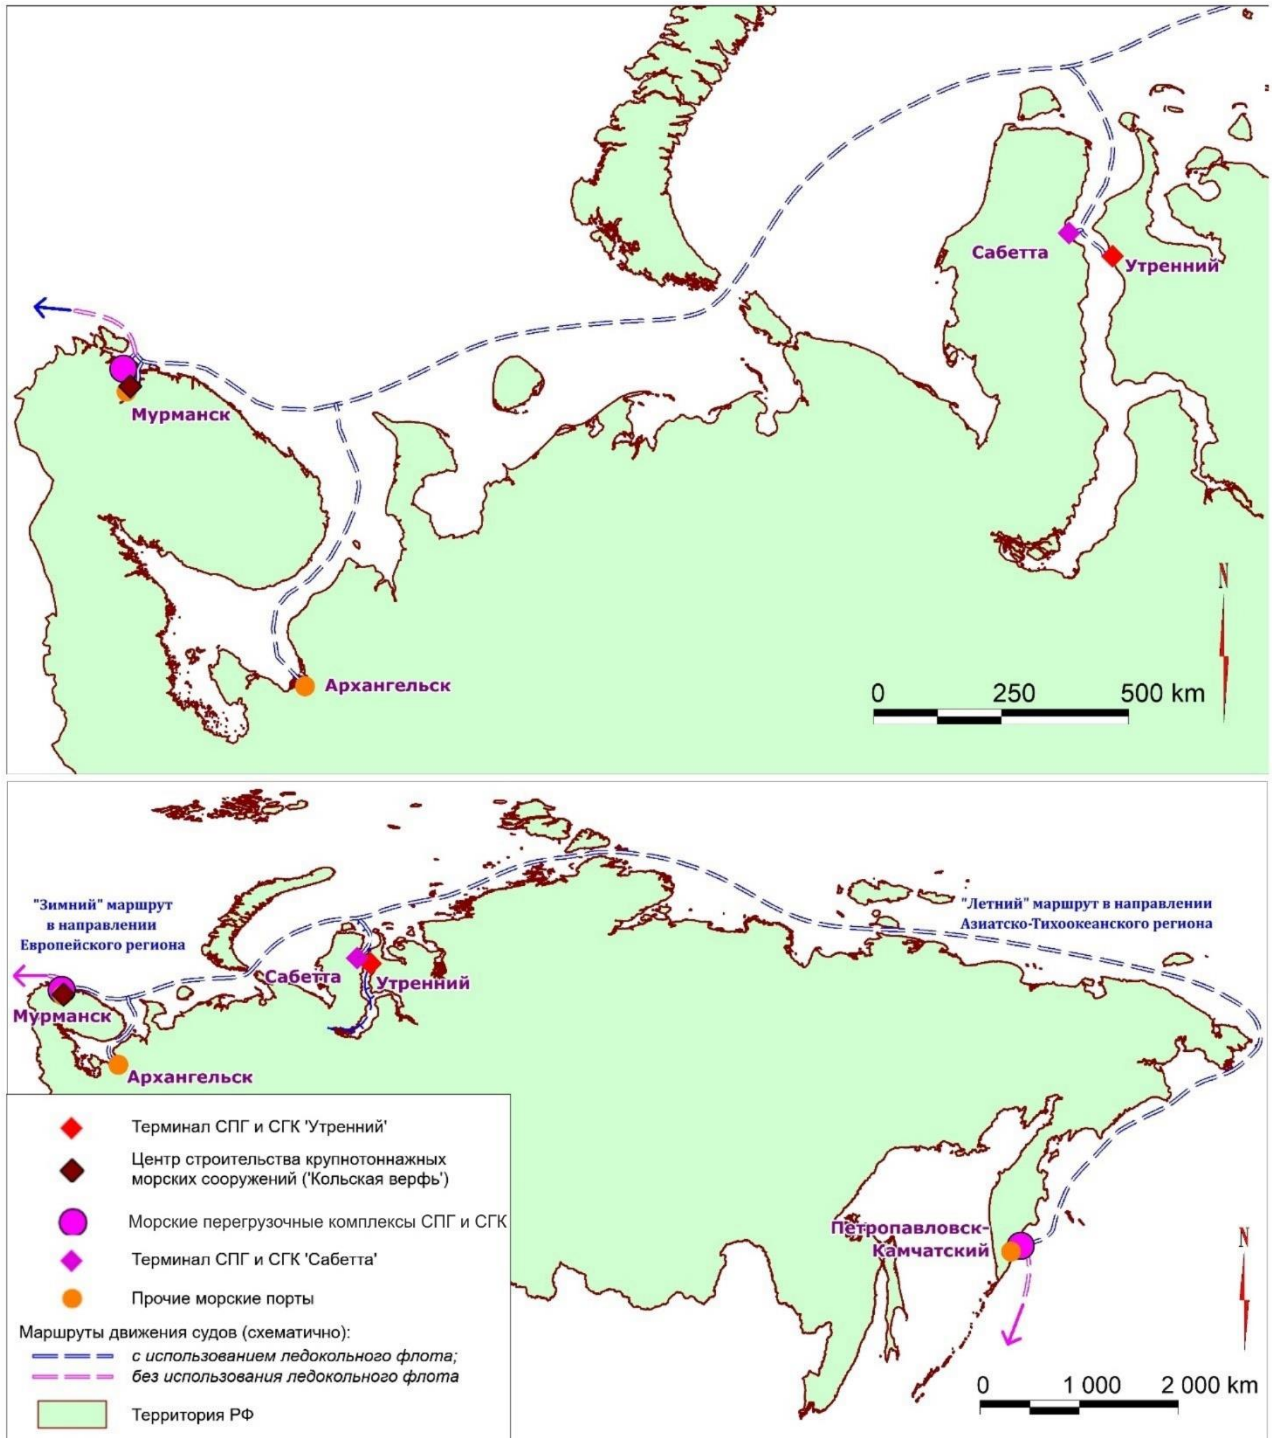 N
Сабетта
Утренний
Мурманск
Архангельск
0 250 500 km
"Зимний" маршрут
в направлении
Европейского региона
"Летний" маршрут в направлении
Азиатско-Тихоокеанского региона
Сабетта
Утренний
Мурманск
Архангельск
Петропавловск-
Камчатский
N
0 1 000 2 000 km
Терминал СПГ и СГК 'Утренний'
Центр строительства крупнотоннажных
морских сооружений ('Кольская верфь')
Морские перегрузочные комплексы СПГ и СГК
Терминал СПГ и СГК 'Сабетта'
Прочие морские порты
Маршруты движения судов (схематично):
с использованием ледокольного флота;
без использования ледокольного флота
Территория РФ